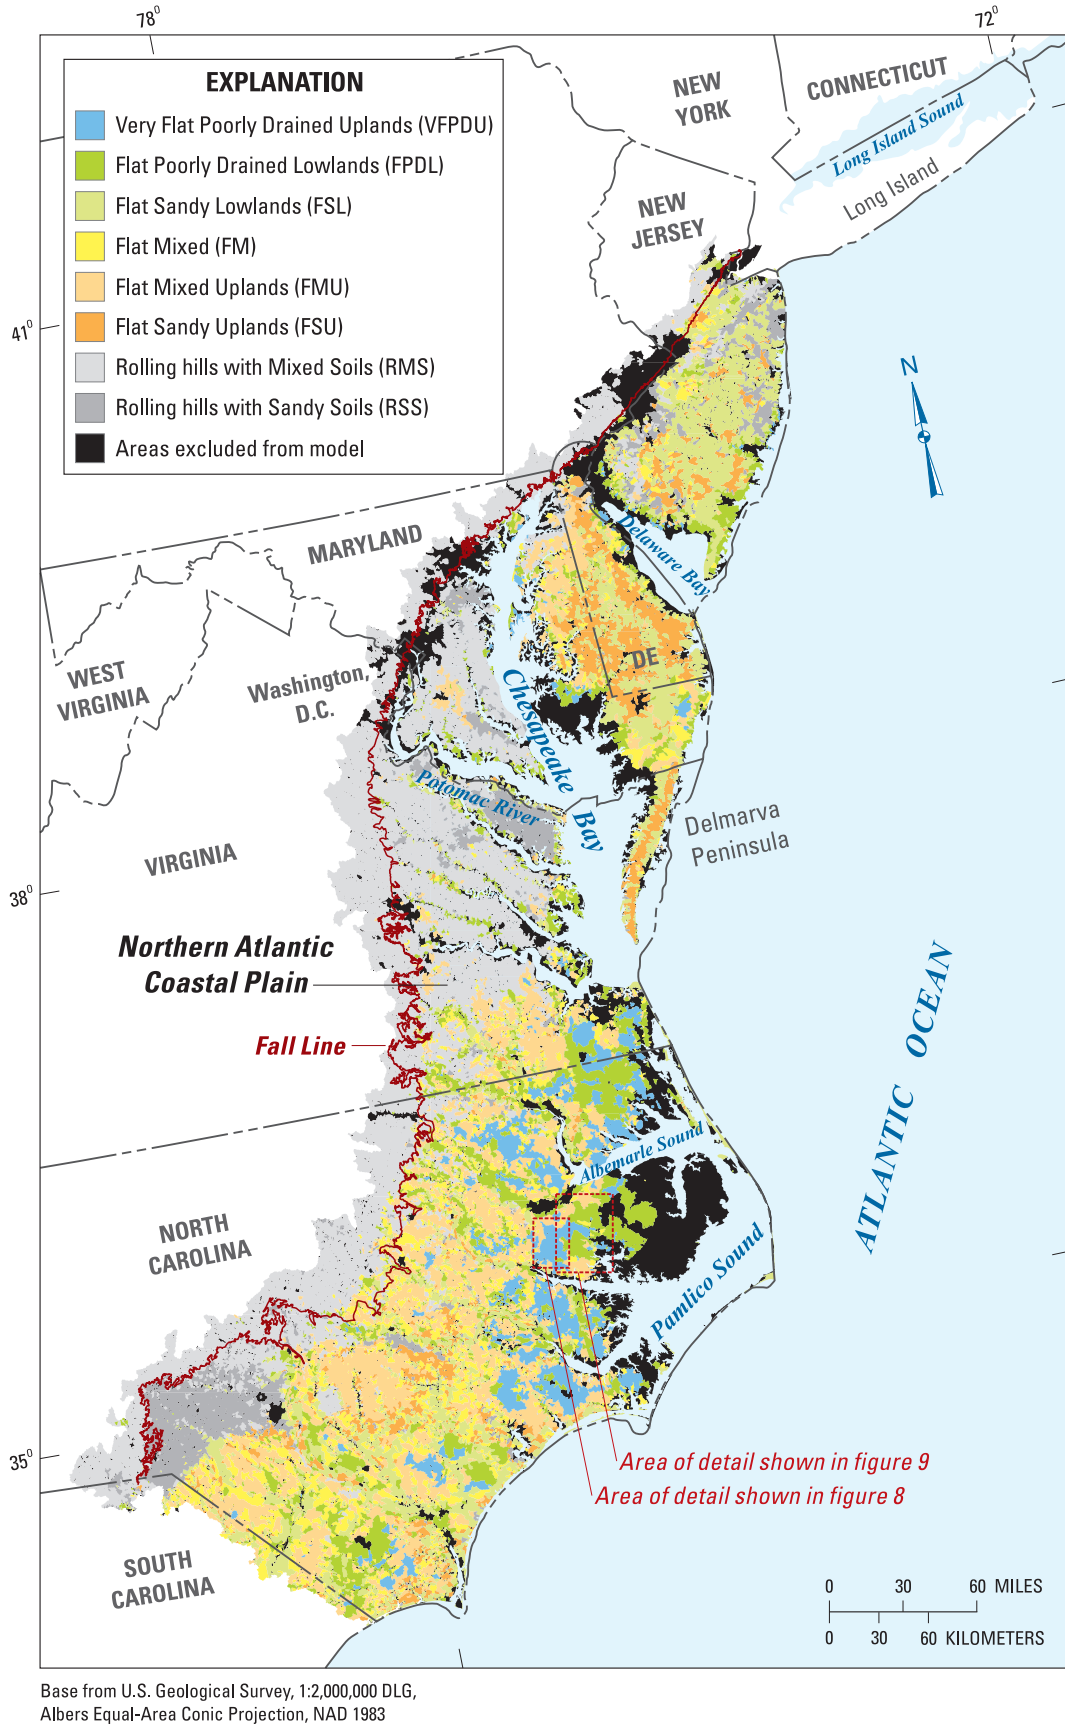 78⁰
72⁰
EXPLANATION
Very Flat Poorly Drained Uplands (VFPDU)
Flat Poorly Drained Lowlands (FPDL)
Flat Sandy Lowlands (FSL)
Flat Mixed (FM)
Flat Mixed Uplands (FMU)
Flat Sandy Uplands (FSU)
Rolling hills with Mixed Soils (RMS)
Rolling hills with Sandy Soils (RSS)
Areas excluded from model
NEW
YORK
CONNECTICUT
Long Island Sound
Long Island
NEW
JERSEY
41⁰
N
MARYLAND
Delaware Bay
WEST
VIRGINIA
Washington,
D.C.
DE
Chesapeake
Bay
Potomac River
Delmarva
Peninsula
VIRGINIA
38⁰
Northern Atlantic
Coastal Plain
Fall Line
ATLANTIC OCEAN
Albemarle Sound
NORTH
CAROLINA
Pamlico Sound
35⁰
Area of detail shown in figure 9
Area of detail shown in figure 8
SOUTH
CAROLINA
0 30 60 MILES
0 30 60 KILOMETERS
Base from U.S. Geological Survey, 1:2,000,000 DLG,
Albers Equal-Area Conic Projection, NAD 1983